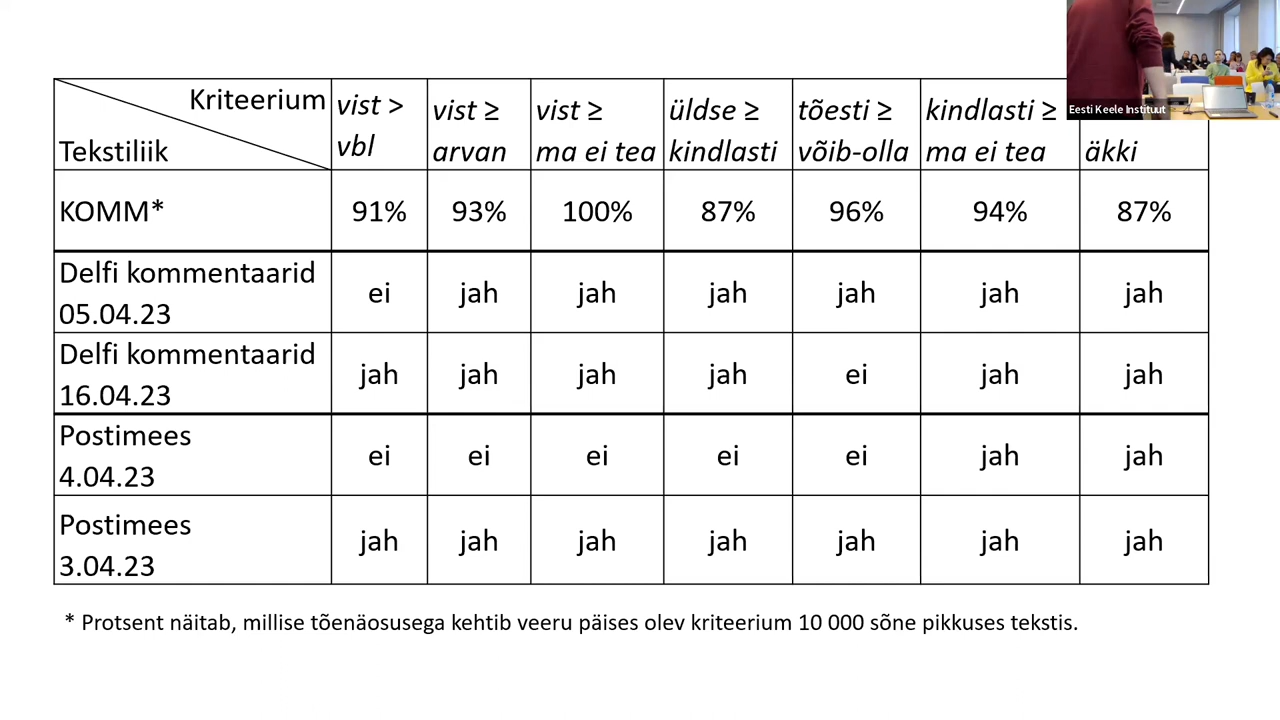 Kriteerium
Tekstiliik
vist >
vbl
vist ≥
arvan
vist ≥
ma ei tea
üldse ≥
kindlasti
tõesti ≥
võib-olla
kindlasti ≥
ma ei tea
äkki
Eesti Keele Instituut
KOMM* 91% 93% 100% 87% 96% 94% 87%
Delfi kommentaarid
05.04.23
ei jah jah jah jah jah jah
Delfi kommentaarid
16.04.23
jah jah jah jah ei jah jah
Postimees
4.04.23
ei ei ei ei ei jah jah
Postimees
3.04.23
jah jah jah jah jah jah jah
* Protsent näitab, millise tõenäosusega kehtib veeru päises olev kriteerium 10 000 sõne pikkuses tekstis.